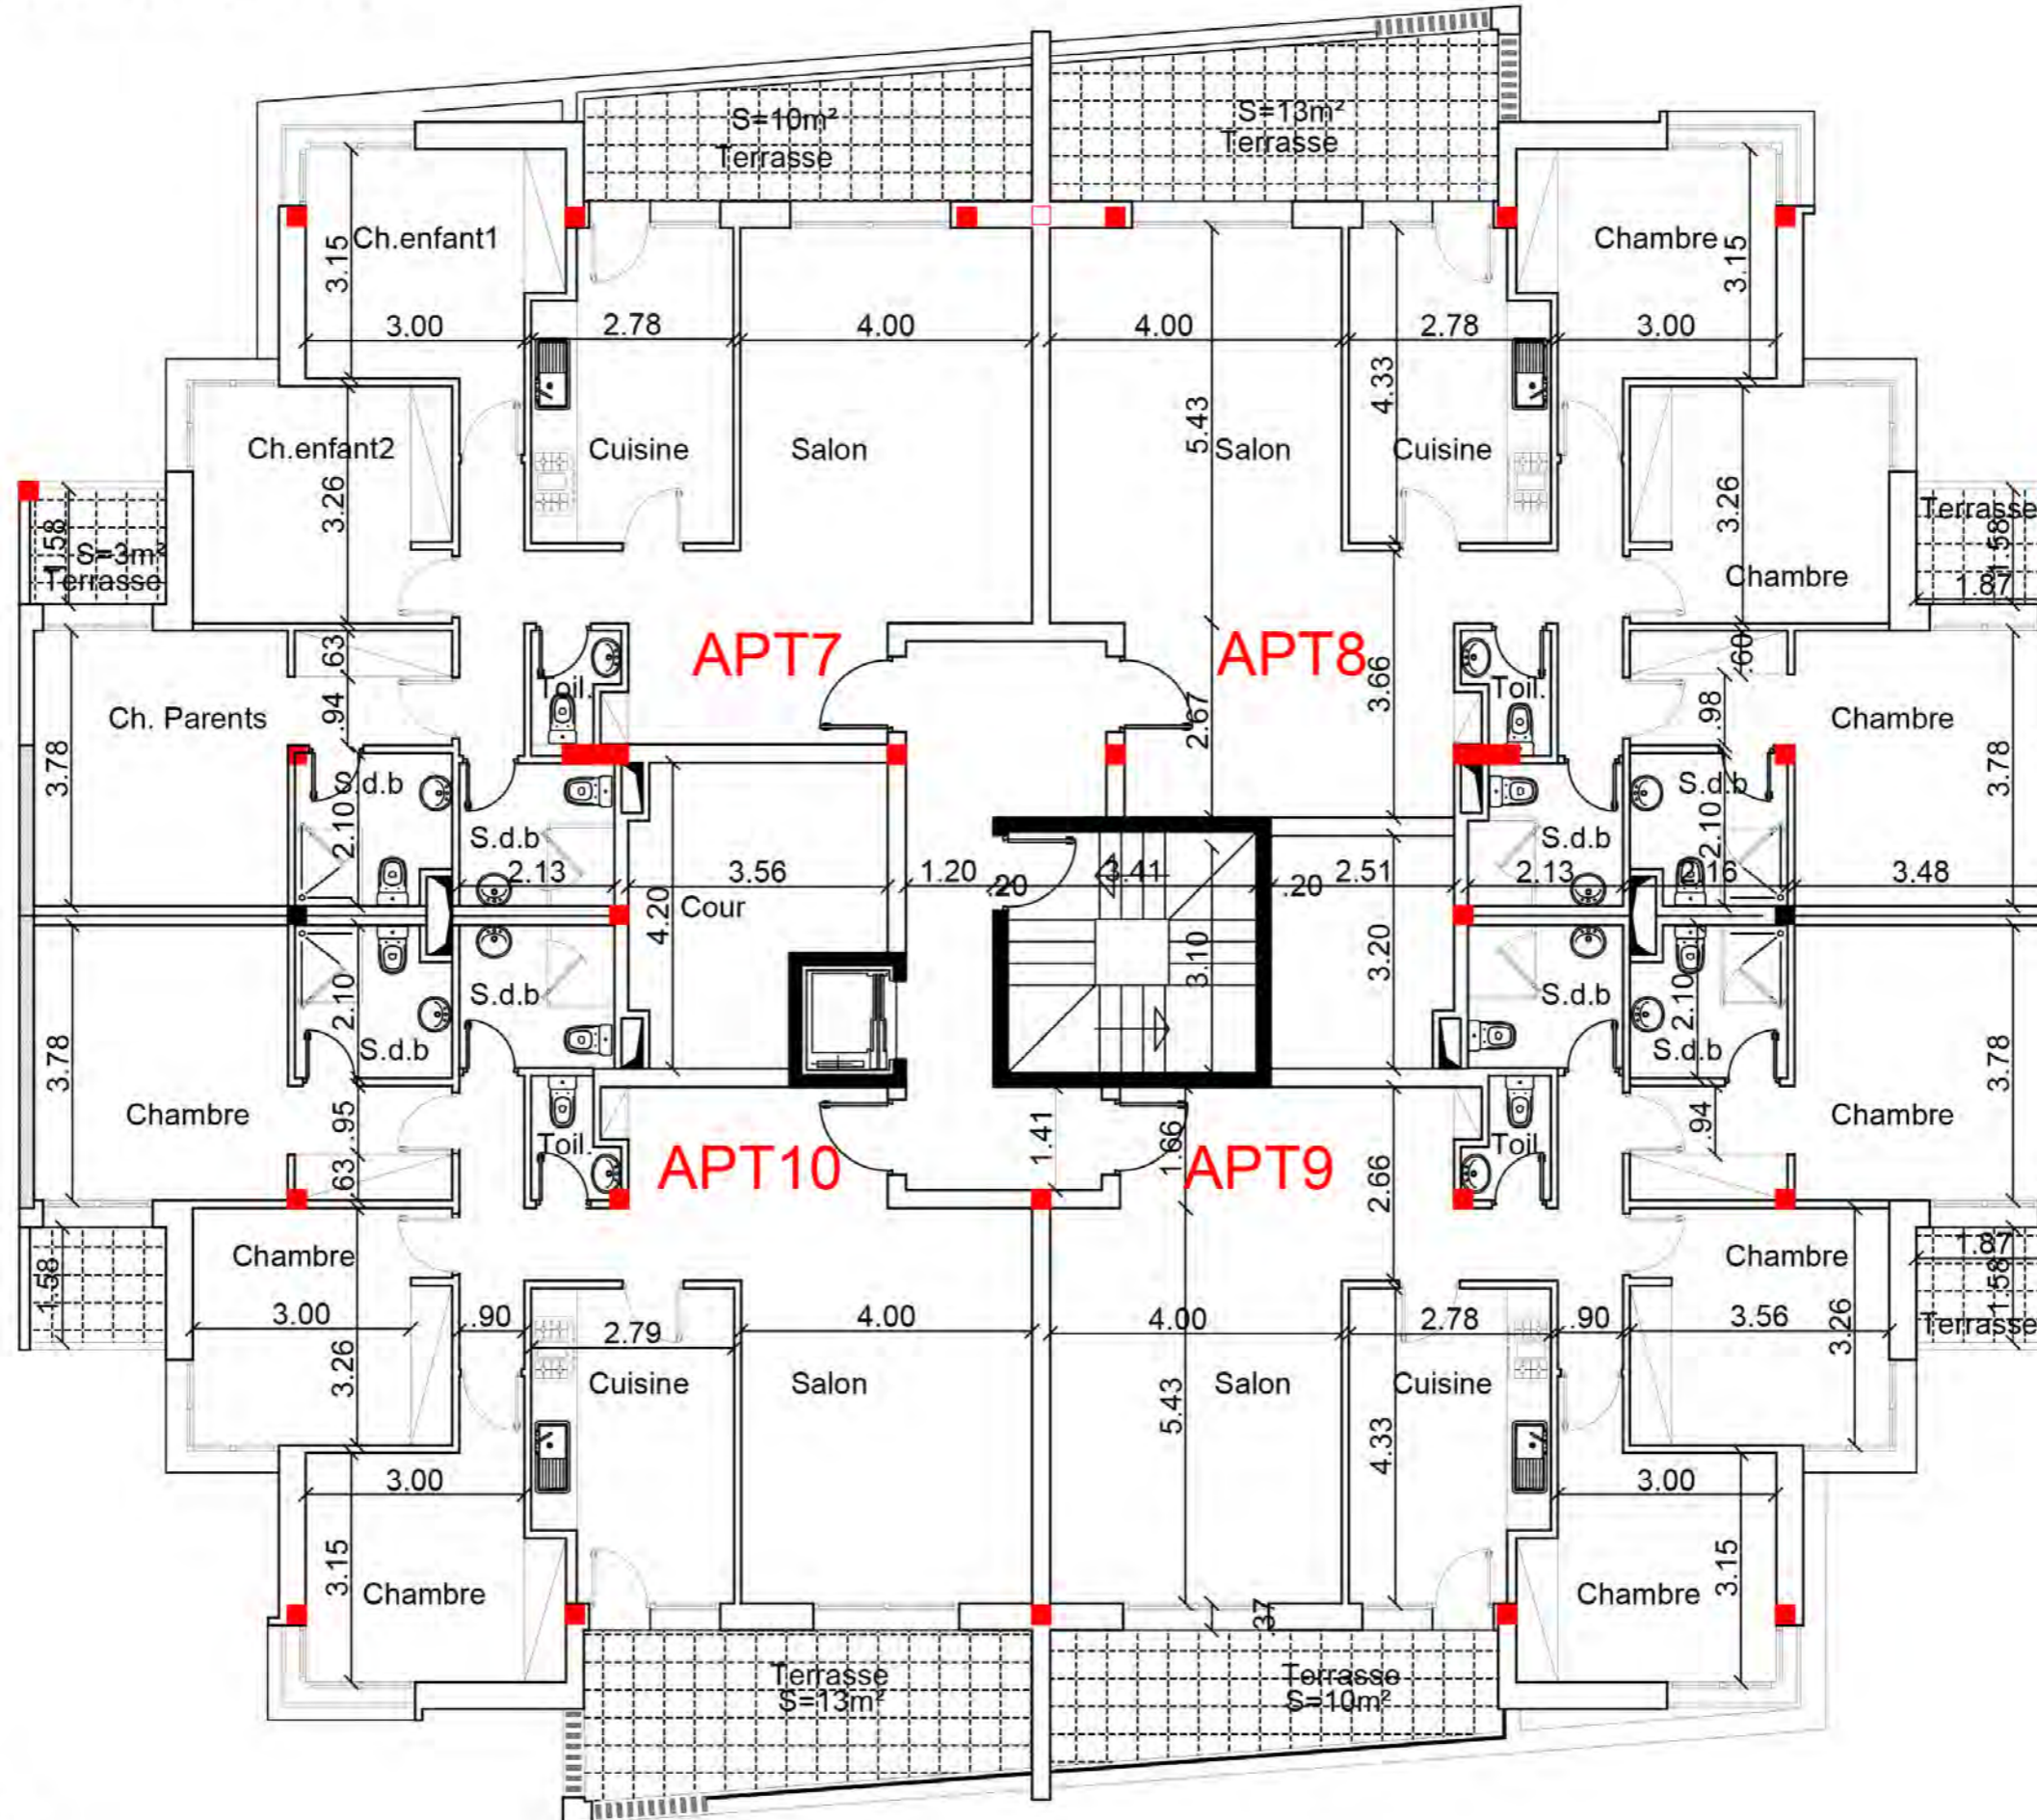 S=10m²
Terrasse
S=13m²
Terrasse
Ch.enfant1
3.15
Chambre
3.15
3.00
2.78
4.00
4.00
2.78
3.00
4.33
5.43
Ch.enfant2
Cuisine
Salon
Salon
Cuisine
3.26
3.26
Terrasse
1.58
S=3m²
Terrasse
1.58
1.87
Chambre
.63
APT7
APT8
.60
3.66
Toil.
Toil.
.94
2.67
.98
Ch. Parents
Chambre
3.78
3.78
S.d.b
S.d.b
2.10
2.10
S.d.b
S.d.b
2.13
3.56
1.20
.20
3.41
.20
2.51
2.13
2.16
3.48
Cour
4.20
3.10
3.20
S.d.b
S.d.b
2.10
2.10
S.d.b
S.d.b
3.78
3.78
Chambre
.95
1.41
1.66
.94
Chambre
Toil.
Toil.
.63
APT10
APT9
2.66
Chambre
Chambre
1.58
1.87
1.58
Terrasse
3.00
.90
2.79
4.00
4.00
2.78
.90
3.56
3.26
3.26
Cuisine
Salon
Salon
Cuisine
5.43
4.33
3.00
3.00
3.15
3.15
Chambre
Chambre
.37
Terrasse
S=13m²
Terrasse
S=10m²